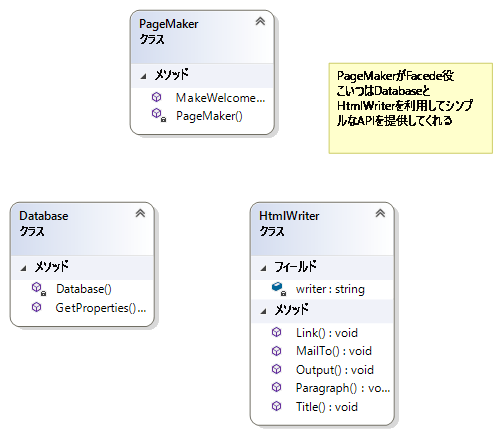 PageMaker
クラス
メソッド
MakeWelcome...
PageMaker()
PageMakerがFacede役
こいつはDatabaseと
HtmlWriterを利用してシンプ
ルなAPIを提供してくれる
Database
クラス
メソッド
Database()
GetProperties()...
HtmlWriter
クラス
フィールド
writer : string
メソッド
Link() : void
MailTo() : void
Output() : void
Paragraph() : vo...
Title() : void